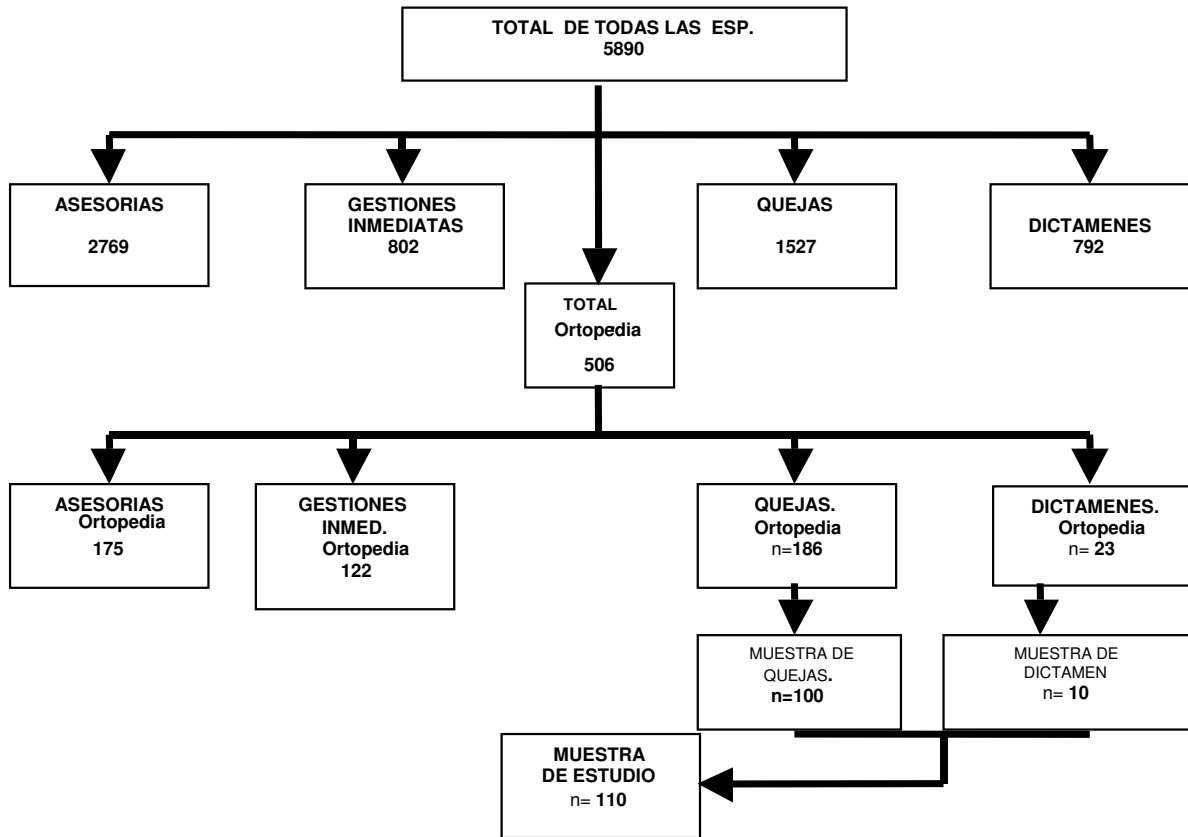 TOTAL DE TODAS LAS ESP.
5890
ASESORIAS
2769
GESTIONES
INMEDIATAS
802
QUEJAS
1527
DICTAMENES
792
TOTAL
Ortopedia
506
ASESORIAS
Ortopedia
175
GESTIONES
INMED.
Ortopedia
122
QUEJAS.
Ortopedia
n=186
DICTAMENES.
Ortopedia
n= 23
MUESTRA DE
QUEJAS.
n=100
MUESTRA DE
DICTAMEN
n= 10
MUESTRA
DE ESTUDIO
n= 110